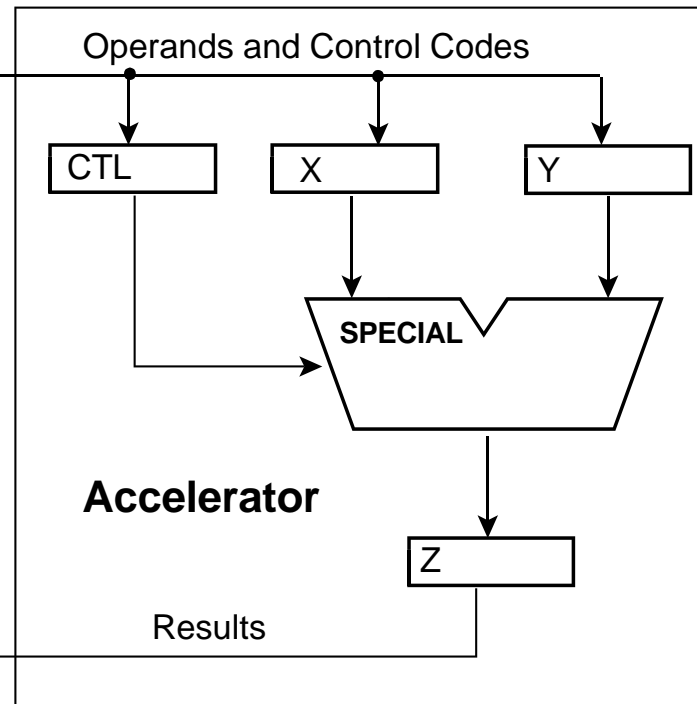 Operands and Control Codes
CTL
X
Y
SPECIAL
Accelerator
Z
Results